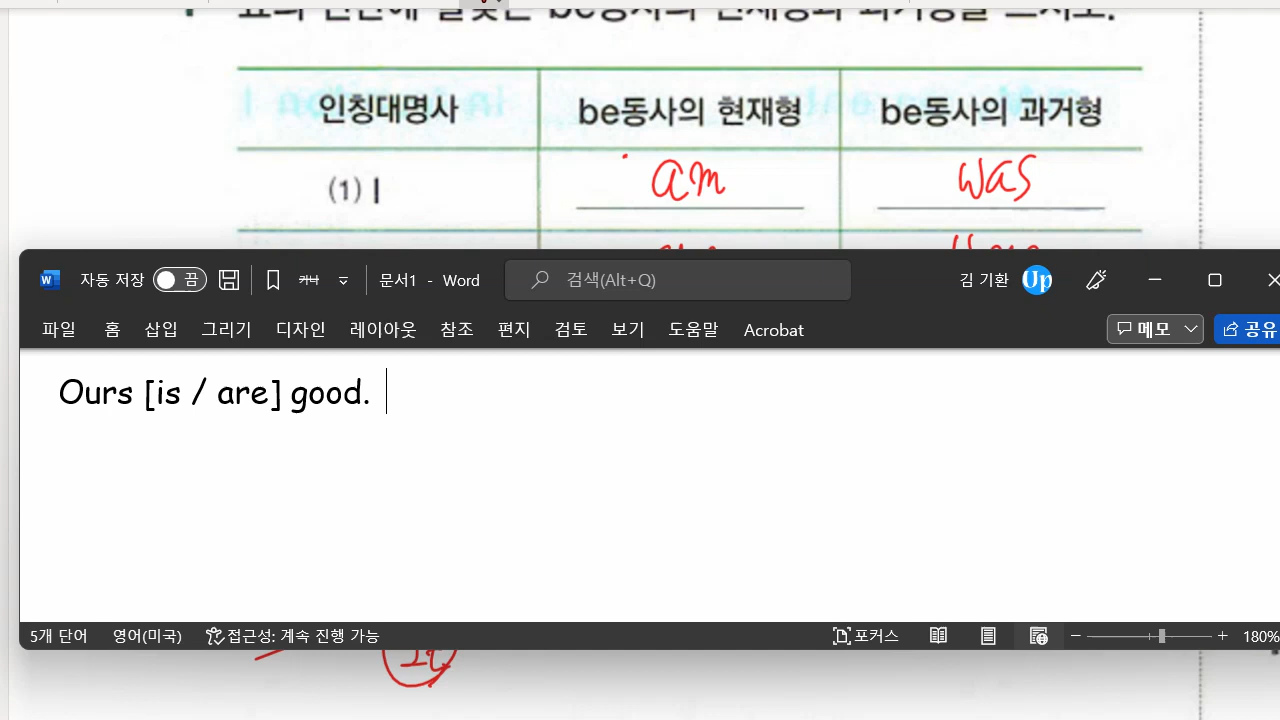 인칭대명사 be동사의 현재형 be동사의 과거형
(1) I am was
자동 저장 끔 가나 문서1 - Word 검색(Alt+Q) 김 기환 Up
파일 홈 삽입 그리기 디자인 레이아웃 참조 편지 검토 보기 도움말 Acrobat 메모 공유
Ours [is / are] good.
5개 단어 영어(미국) 접근성: 계속 진행 가능 포커스 - + 180%